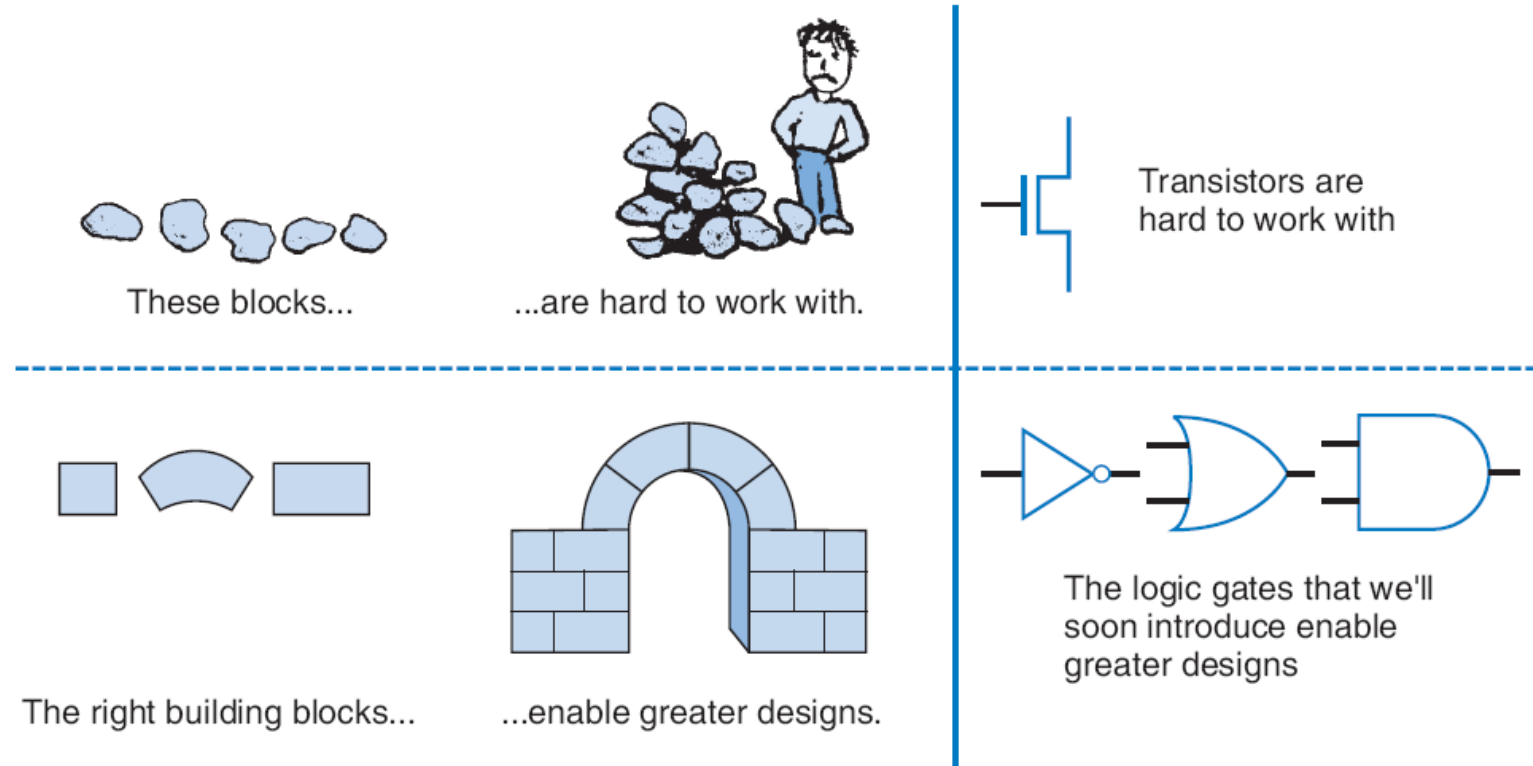 These blocks...
...are hard to work with.
Transistors are
hard to work with
The right building blocks...
...enable greater designs.
The logic gates that we'll
soon introduce enable
greater designs